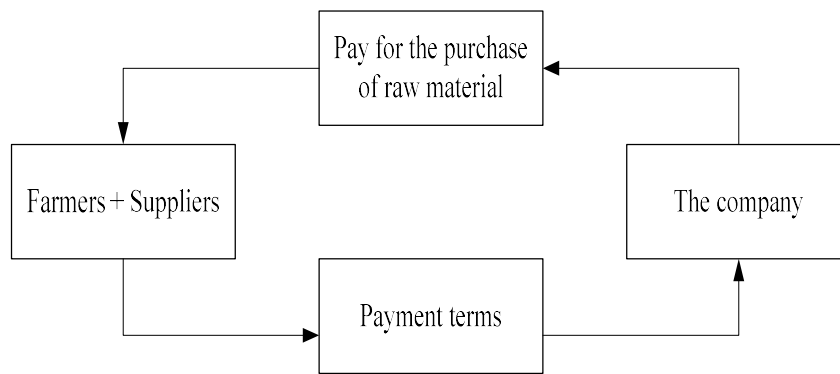 Pay for the purchase
of raw material
Farmers + Suppliers
The company
Payment terms